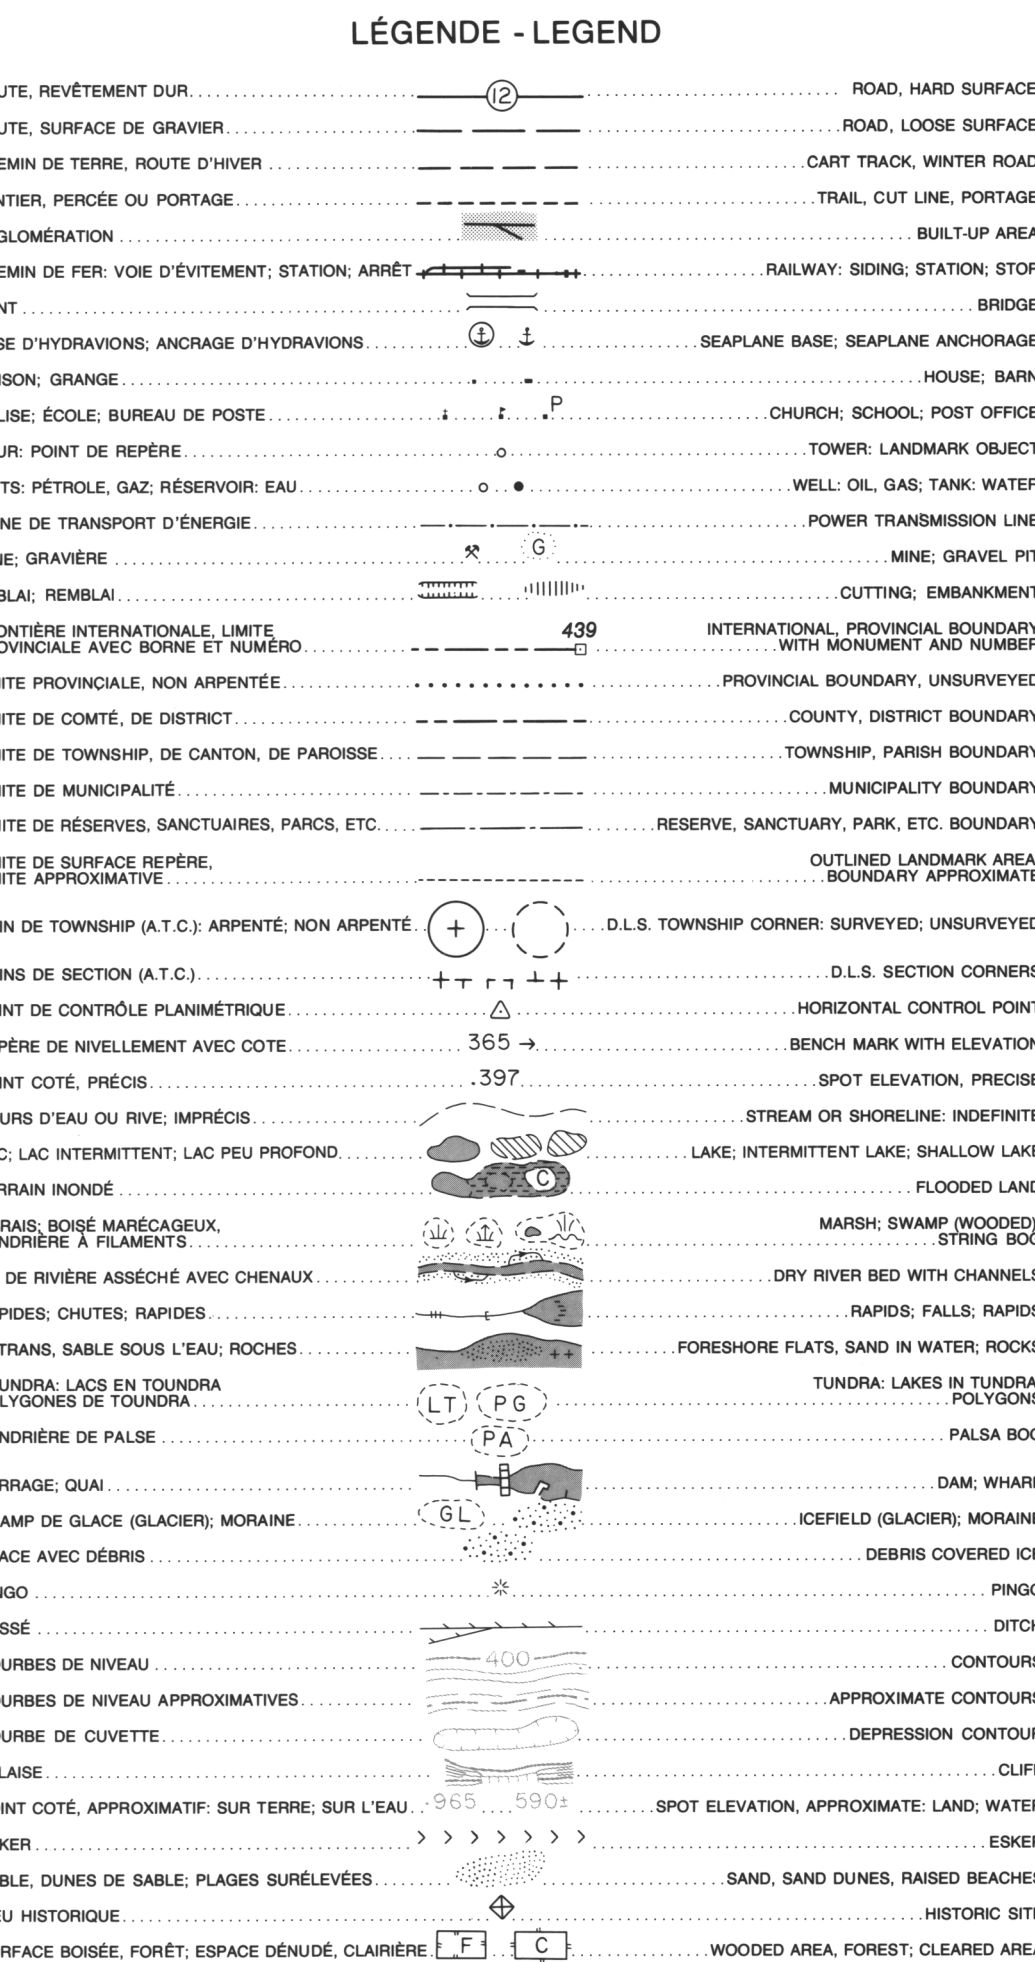 LÉGENDE - LEGEND
UTE, REVÊTEMENT DUR 12 ROAD, HARD SURFACE
UTE, SURFACE DE GRAVIER ROAD, LOOSE SURFACE
EMIN DE TERRE, ROUTE D'HIVER CART TRACK, WINTER ROAD
NTIER, PERCÉE OU PORTAGE TRAIL, CUT LINE, PORTAGE
GLOMÉRATION BUILT-UP AREA
EMIN DE FER: VOIE D'ÉVITEMENT; STATION; ARRÊT RAILWAY: SIDING; STATION; STOP
NT BRIDGE
SE D'HYDRAVIONS; ANCRAGE D'HYDRAVIONS SEAPLANE BASE; SEAPLANE ANCHORAGE
ISON; GRANGE HOUSE; BARN
LISE; ÉCOLE; BUREAU DE POSTE P CHURCH; SCHOOL; POST OFFICE
UR: POINT DE REPÈRE TOWER: LANDMARK OBJECT
TS: PÉTROLE, GAZ; RÉSERVOIR: EAU WELL: OIL, GAS; TANK: WATER
NE DE TRANSPORT D'ÉNERGIE POWER TRANSMISSION LINE
NE; GRAVIÈRE G MINE; GRAVEL PIT
BLAI; REMBLAI CUTTING; EMBANKMENT
ONTIÈRE INTERNATIONALE, LIMITE 439 INTERNATIONAL, PROVINCIAL BOUNDARY
OVINCIALE AVEC BORNE ET NUMÉRO WITH MONUMENT AND NUMBER
ITE PROVINÇIALE, NON ARPENTÉE PROVINCIAL BOUNDARY, UNSURVEYED
ITE DE COMTÉ, DE DISTRICT COUNTY, DISTRICT BOUNDARY
ITE DE TOWNSHIP, DE CANTON, DE PAROISSE TOWNSHIP, PARISH BOUNDARY
ITE DE MUNICIPALITÉ MUNICIPALITY BOUNDARY
ITE DE RÉSERVES, SANCTUAIRES, PARCS, ETC. RESERVE, SANCTUARY, PARK, ETC. BOUNDARY
ITE DE SURFACE REPÈRE, OUTLINED LANDMARK AREA
ITE APPROXIMATIVE BOUNDARY APPROXIMATE
IN DE TOWNSHIP (A.T.C.): ARPENTÉ; NON ARPENTÉ D.L.S. TOWNSHIP CORNER: SURVEYED; UNSURVEYED
INS DE SECTION (A.T.C.) D.L.S. SECTION CORNERS
INT DE CONTRÔLE PLANIMÉTRIQUE HORIZONTAL CONTROL POINT
PÈRE DE NIVELLEMENT AVEC COTE 365 → BENCH MARK WITH ELEVATION
INT COTÉ, PRÉCIS .397 SPOT ELEVATION, PRECISE
URS D'EAU OU RIVE; IMPRÉCIS STREAM OR SHORELINE: INDEFINITE
C; LAC INTERMITTENT; LAC PEU PROFOND LAKE; INTERMITTENT LAKE; SHALLOW LAKE
RRAIN INONDÉ C FLOODED LAND
RAIS; BOISÉ MARÉCAGEUX, MARSH; SWAMP (WOODED)
NDRIÈRE À FILAMENTS STRING BOG
DE RIVIÈRE ASSÉCHÉ AVEC CHENAUX DRY RIVER BED WITH CHANNELS
PIDES; CHUTES; RAPIDES RAPIDS; FALLS; RAPIDS
TRANS, SABLE SOUS L'EAU; ROCHES FORESHORE FLATS, SAND IN WATER; ROCKS
UNDRA: LACS EN TOUNDRA TUNDRA: LAKES IN TUNDRA
LYGONES DE TOUNDRA LT PG POLYGONS
NDRIÈRE DE PALSE PA PALSA BOG
RRAGE; QUAI DAM; WHARF
AMP DE GLACE (GLACIER); MORAINE GL ICEFIELD (GLACIER); MORAINE
ACE AVEC DÉBRIS DEBRIS COVERED ICE
NGO PINGO
SSÉ DITCH
URBES DE NIVEAU 400 CONTOURS
URBES DE NIVEAU APPROXIMATIVES APPROXIMATE CONTOURS
URBE DE CUVETTE DEPRESSION CONTOUR
LAISE CLIFF
INT COTÉ, APPROXIMATIF: SUR TERRE; SUR L'EAU ·965 590± SPOT ELEVATION, APPROXIMATE: LAND; WATER
KER ESKER
BLE, DUNES DE SABLE; PLAGES SURÉLEVÉES SAND, SAND DUNES, RAISED BEACHES
U HISTORIQUE HISTORIC SITE
RFACE BOISÉE, FORÊT; ESPACE DÉNUDÉ, CLAIRIÈRE F C WOODED AREA, FOREST; CLEARED AREA